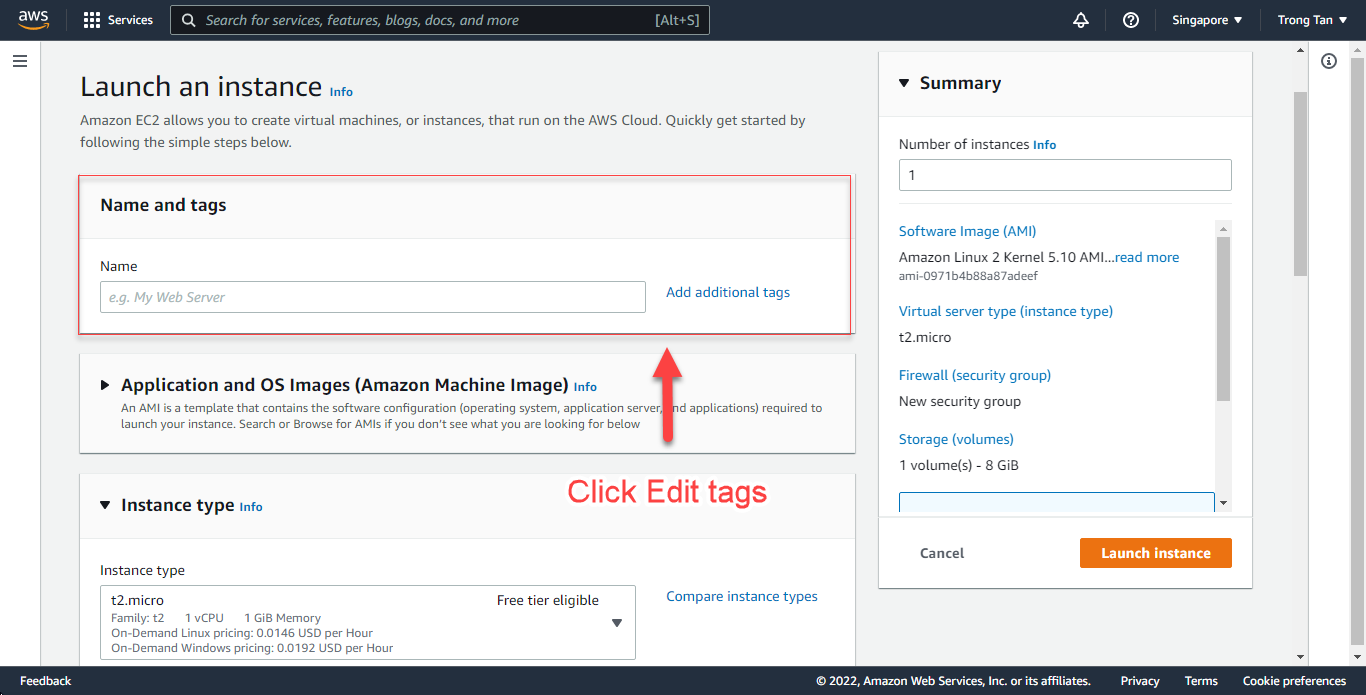 aws
Services
Search for services, features, blogs, docs, and more
[Alt+S]
Singapore
Trong Tan
Launch an instance Info
Amazon EC2 allows you to create virtual machines, or instances, that run on the AWS Cloud. Quickly get started by
following the simple steps below.
Name and tags
Name
e.g. My Web Server
Add additional tags
Application and OS Images (Amazon Machine Image) Info
An AMI is a template that contains the software configuration (operating system, application server, and applications) required to
launch your instance. Search or Browse for AMIs if you don't see what you are looking for below
Click Edit tags
Instance type Info
Instance type
t2.micro
Free tier eligible
Family: t2 1 vCPU 1 GiB Memory
On-Demand Linux pricing: 0.0146 USD per Hour
On-Demand Windows pricing: 0.0192 USD per Hour
Compare instance types
Summary
Number of instances Info
1
Software Image (AMI)
Amazon Linux 2 Kernel 5.10 AMI...read more
ami-0971b4b88a87adeef
Virtual server type (instance type)
t2.micro
Firewall (security group)
New security group
Storage (volumes)
1 volume(s) - 8 GiB
Cancel
Launch instance
Feedback
© 2022, Amazon Web Services, Inc. or its affiliates.
Privacy
Terms
Cookie preferences